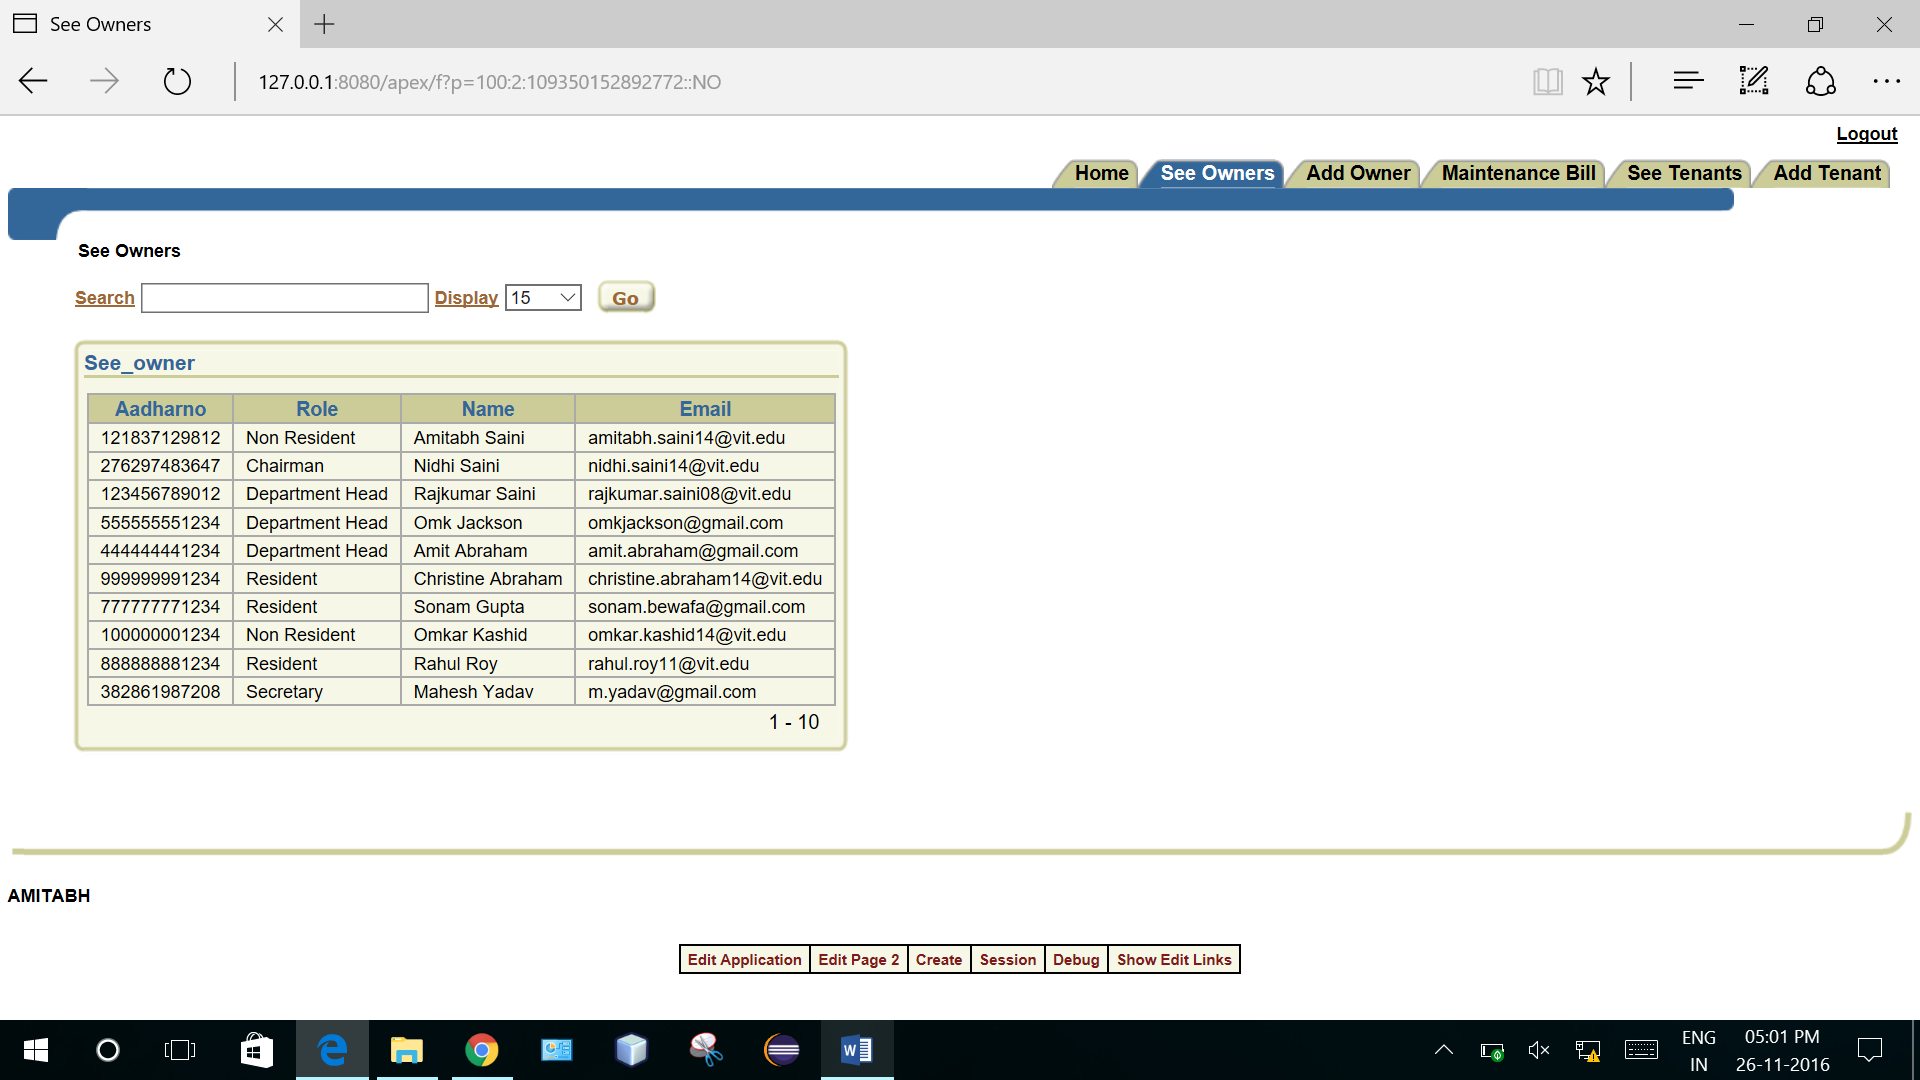 See Owners
127.0.0.1:8080/apex/f?p=100:2:109350152892772::NO
Logout
Home See Owners Add Owner Maintenance Bill See Tenants Add Tenant
See Owners
Search Display 15 Go
See_owner
Aadharno Role Name Email
121837129812 Non Resident Amitabh Saini amitabh.saini14@vit.edu
276297483647 Chairman Nidhi Saini nidhi.saini14@vit.edu
123456789012 Department Head Rajkumar Saini rajkumar.saini08@vit.edu
555555551234 Department Head Omk Jackson omkjackson@gmail.com
444444441234 Department Head Amit Abraham amit.abraham@gmail.com
999999991234 Resident Christine Abraham christine.abraham14@vit.edu
777777771234 Resident Sonam Gupta sonam.bewafa@gmail.com
100000001234 Non Resident Omkar Kashid omkar.kashid14@vit.edu
888888881234 Resident Rahul Roy rahul.roy11@vit.edu
382861987208 Secretary Mahesh Yadav m.yadav@gmail.com
1 - 10
AMITABH
Edit Application Edit Page 2 Create Session Debug Show Edit Links
ENG 05:01 PM
IN 26-11-2016